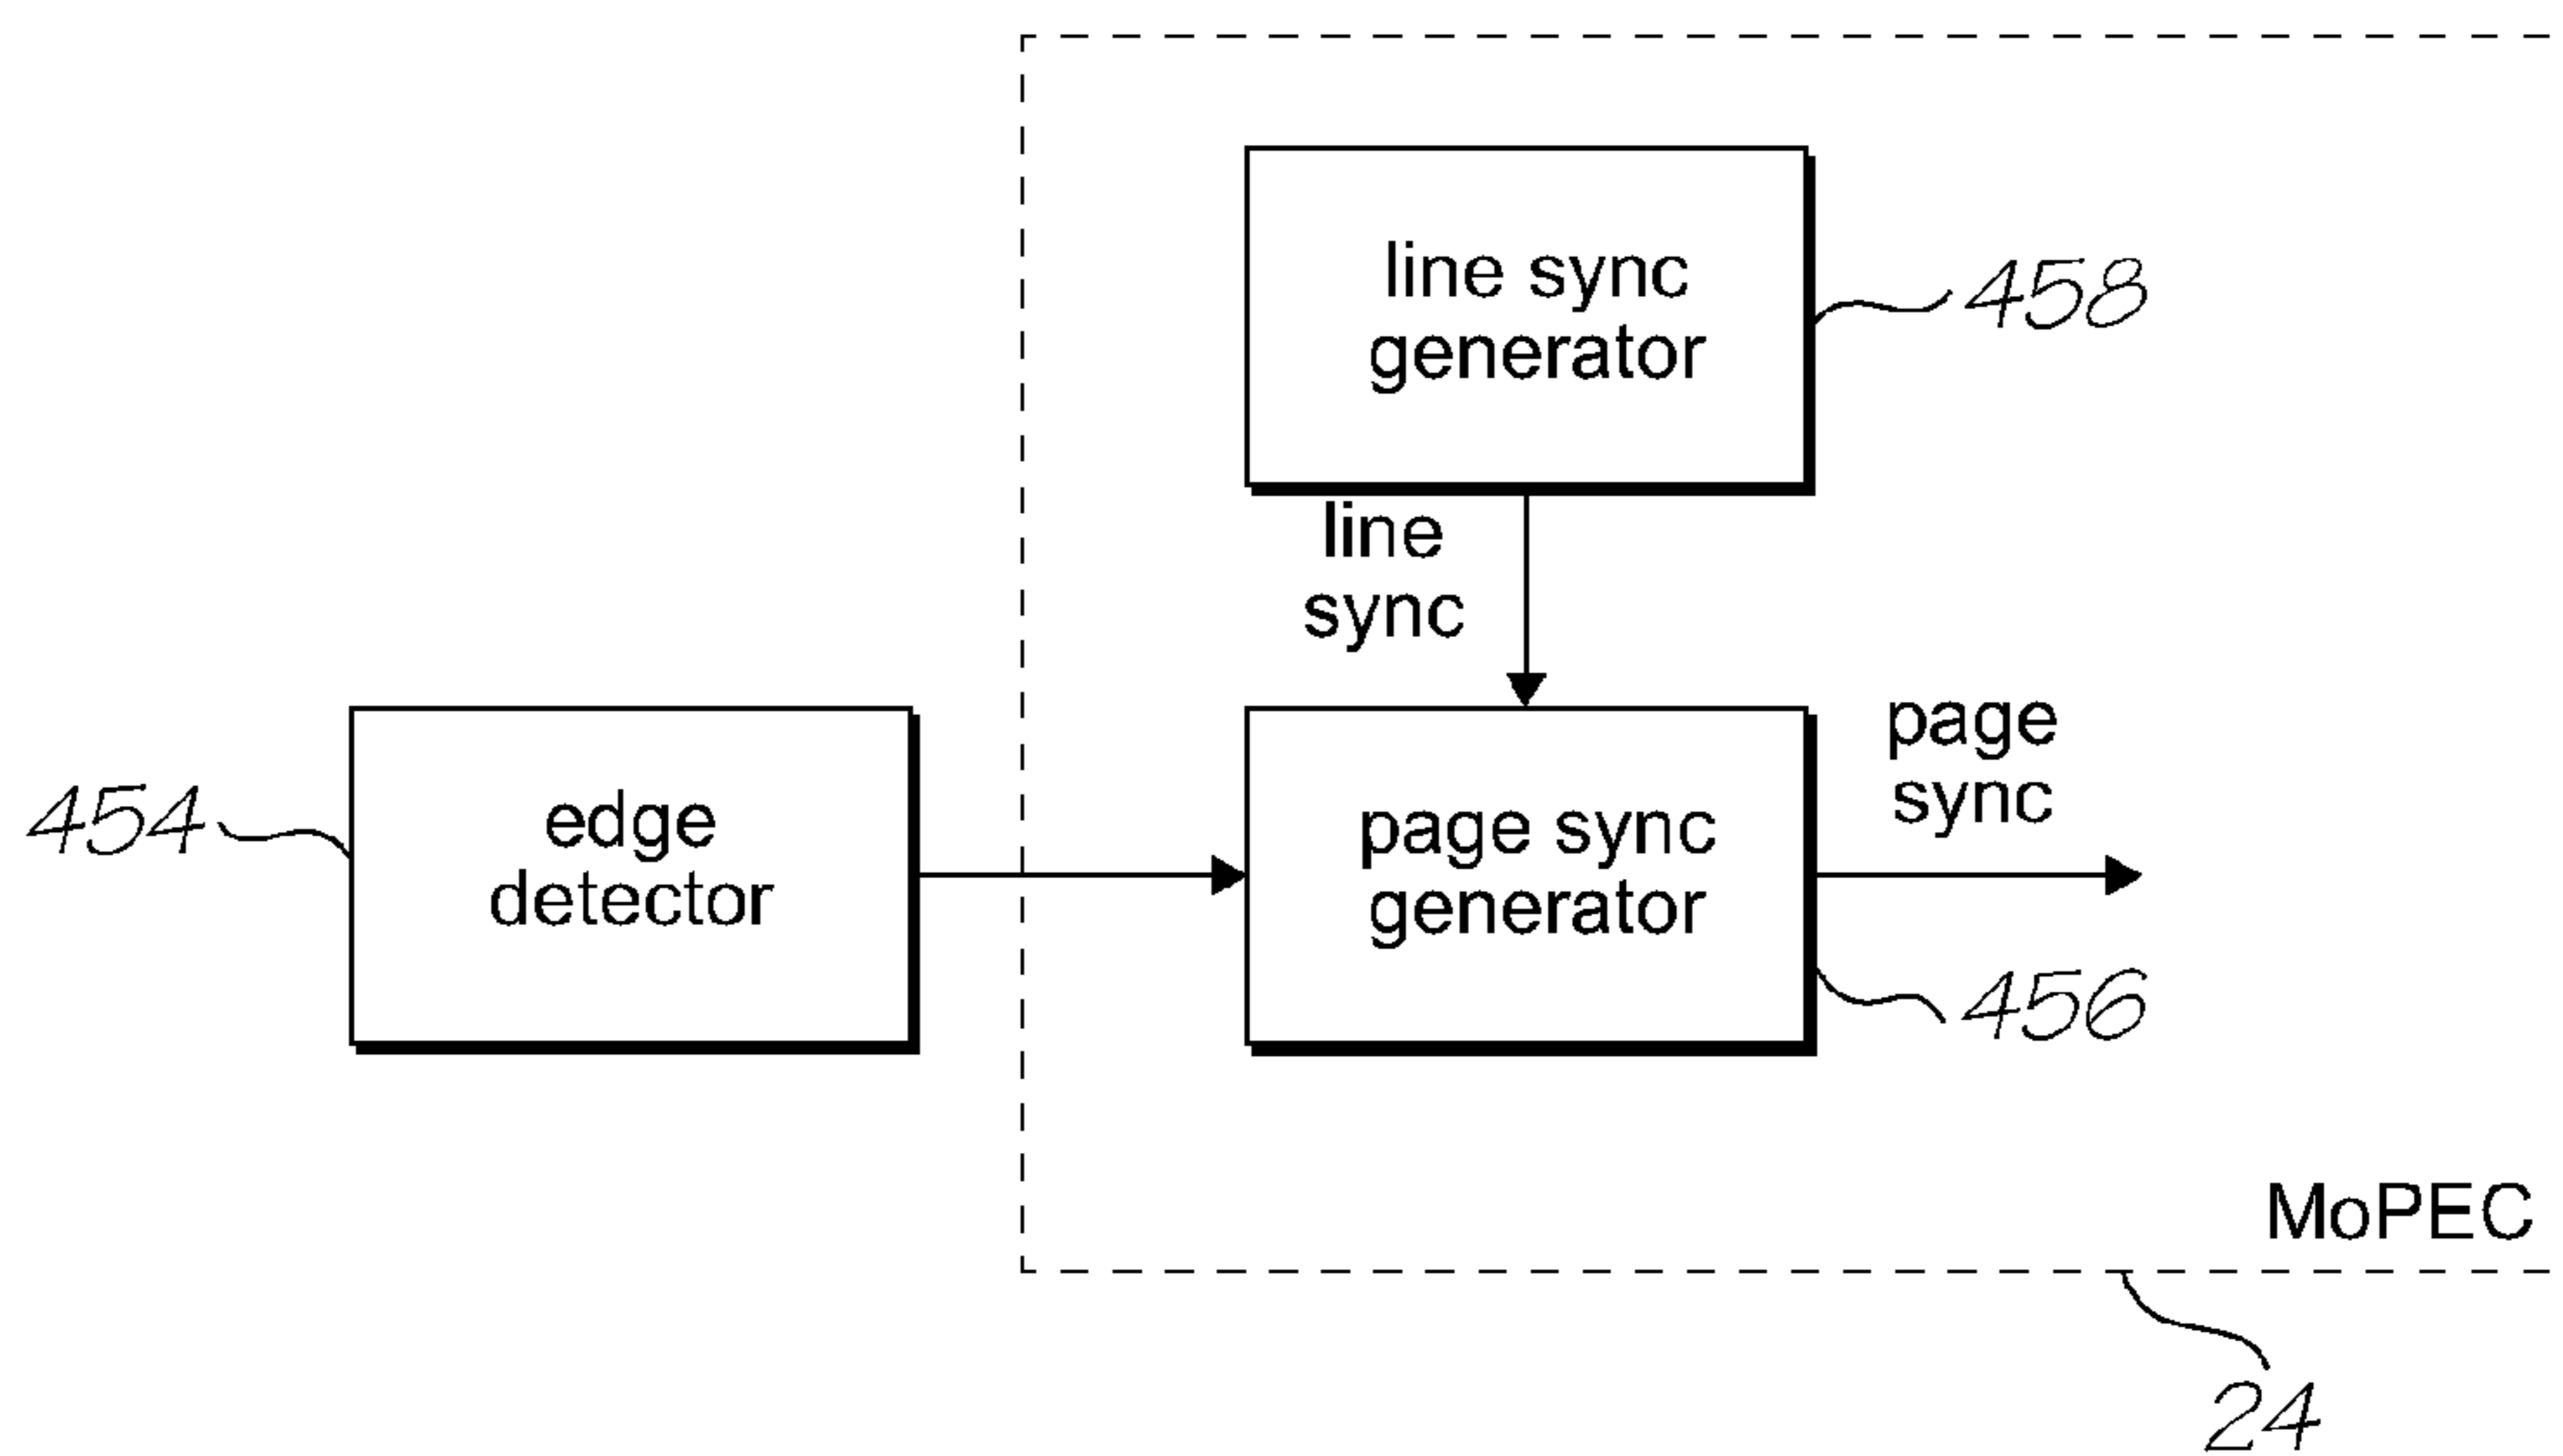 line sync
generator
458
line
sync
page
sync
454
edge
detector
page sync
generator
456
MoPEC
24